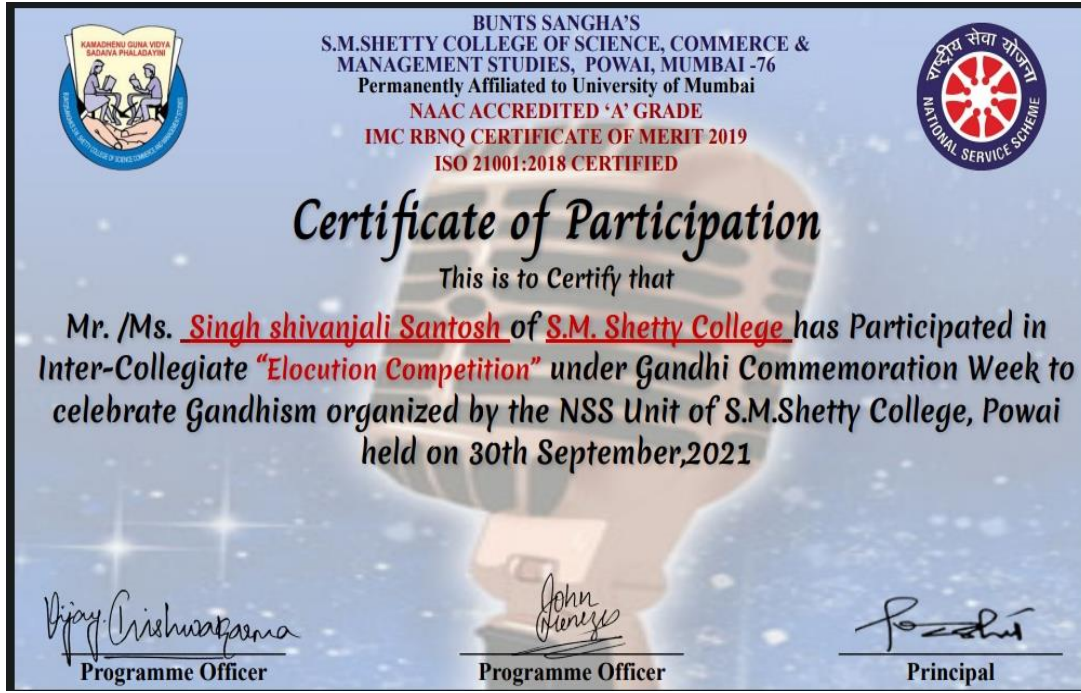 KAMADHENU GUNA VIDYA
SADAIVA PHALADAYINI
BUNTS SANGHA'S
S.M.SHETTY COLLEGE OF SCIENCE, COMMERCE &
MANAGEMENT STUDIES, POWAI, MUMBAI -76
Permanently Affiliated to University of Mumbai
NAAC ACCREDITED 'A' GRADE
IMC RBNQ CERTIFICATE OF MERIT 2019
ISO 21001:2018 CERTIFIED
राष्ट्रीय सेवा योजना
NATIONAL SERVICE SCHEME
Certificate of Participation
This is to Certify that
Mr. /Ms. Singh shivanjali Santosh of S.M. Shetty College has Participated in
Inter-Collegiate "Elocution Competition" under Gandhi Commemoration Week to
celebrate Gandhism organized by the NSS Unit of S.M.Shetty College, Powai
held on 30th September,2021
Vijay Vishwakarma
John Menezes
Programme Officer
Programme Officer
Principal